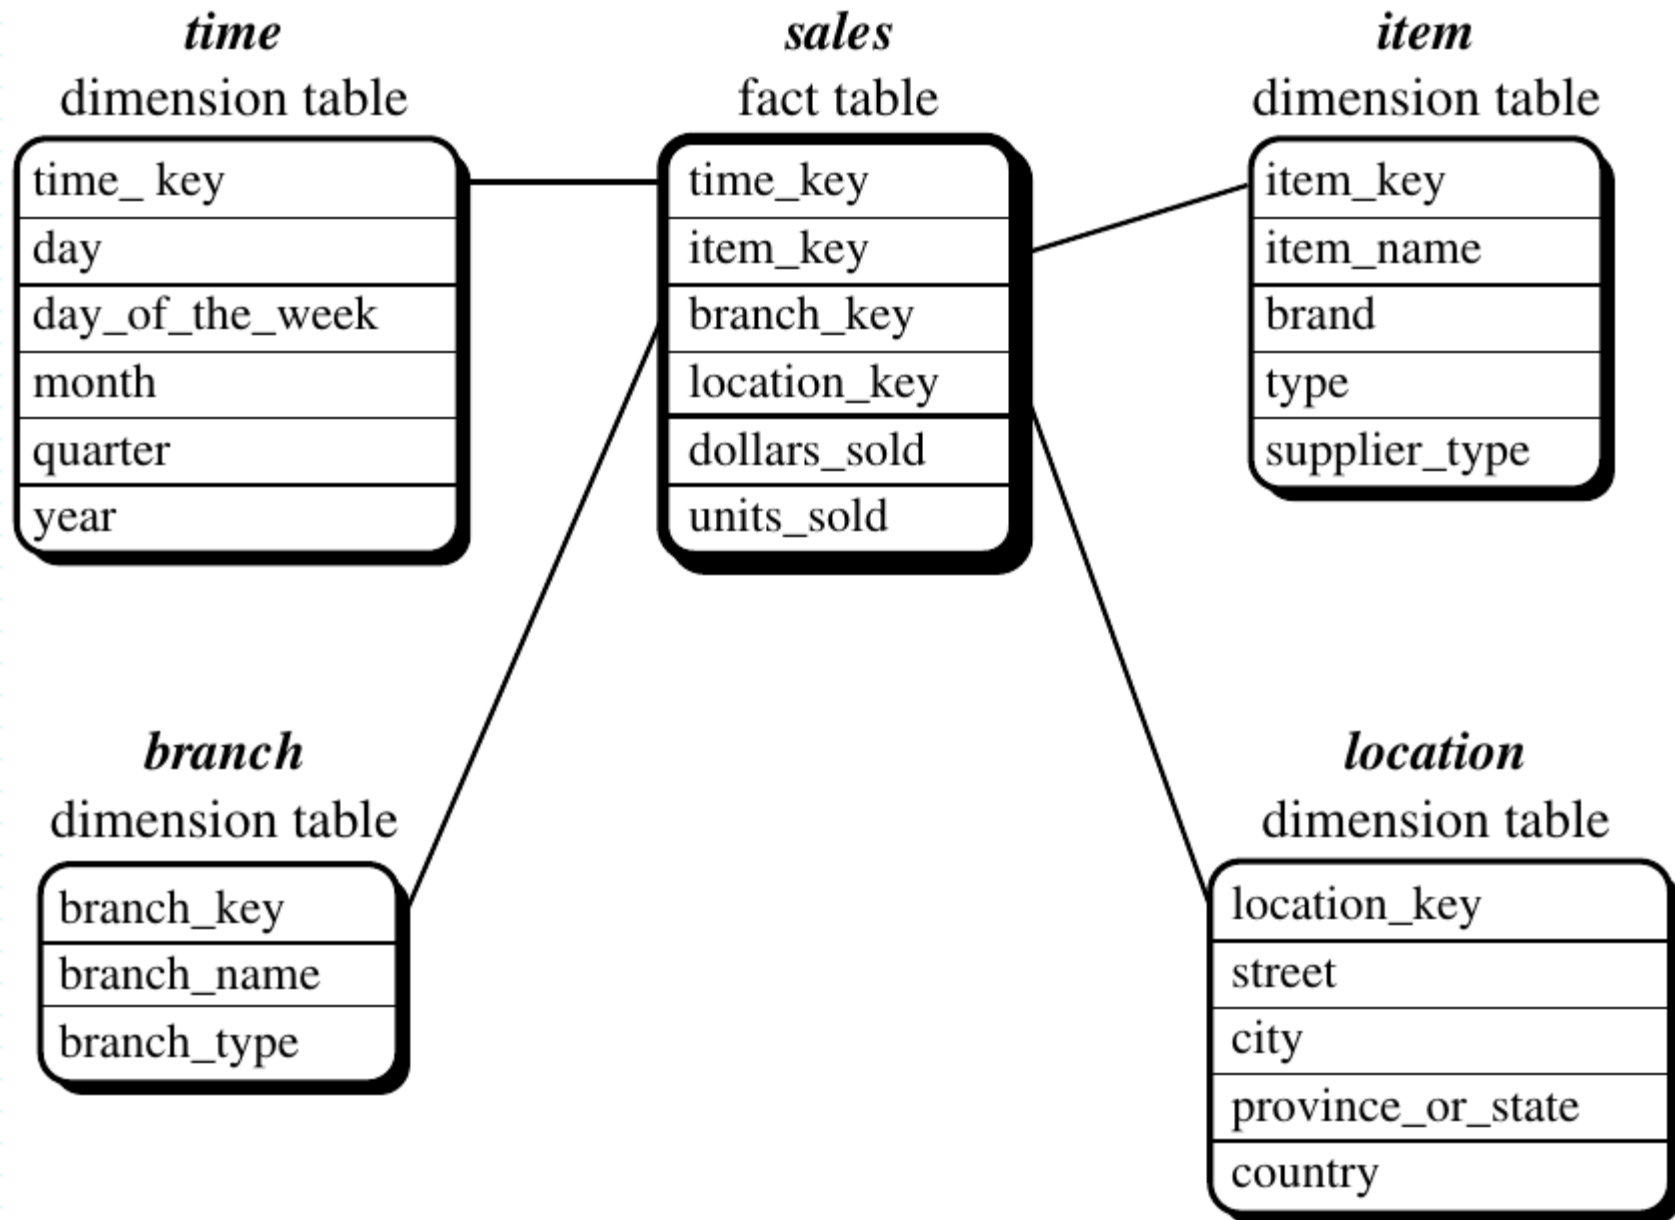 time
dimension table
time_ key
day
day_of_the_week
month
quarter
year
sales
fact table
time_key
item_key
branch_key
location_key
dollars_sold
units_sold
item
dimension table
item_key
item_name
brand
type
supplier_type
branch
dimension table
branch_key
branch_name
branch_type
location
dimension table
location_key
street
city
province_or_state
country